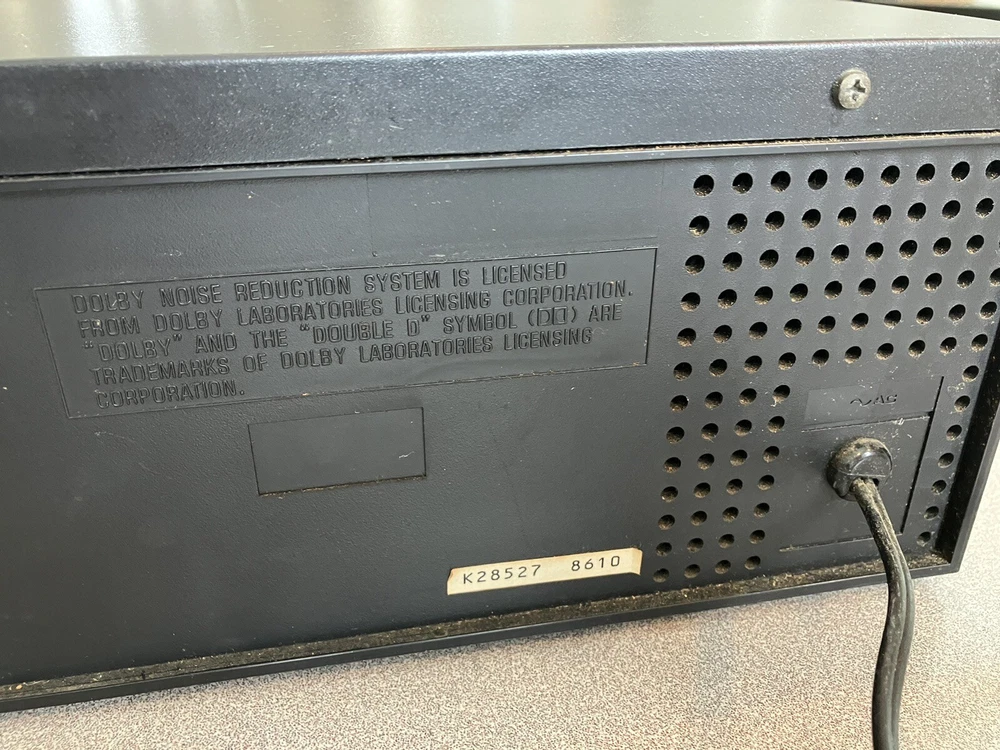 DOLBY NOISE REDUCTION SYSTEM IS LICENSED
FROM DOLBY LABORATORIES LICENSING CORPORATION.
"DOLBY" AND THE "DOUBLE D" SYMBOL (DD) ARE
TRADEMARKS OF DOLBY LABORATORIES LICENSING
CORPORATION.
~AC
K28527 8610